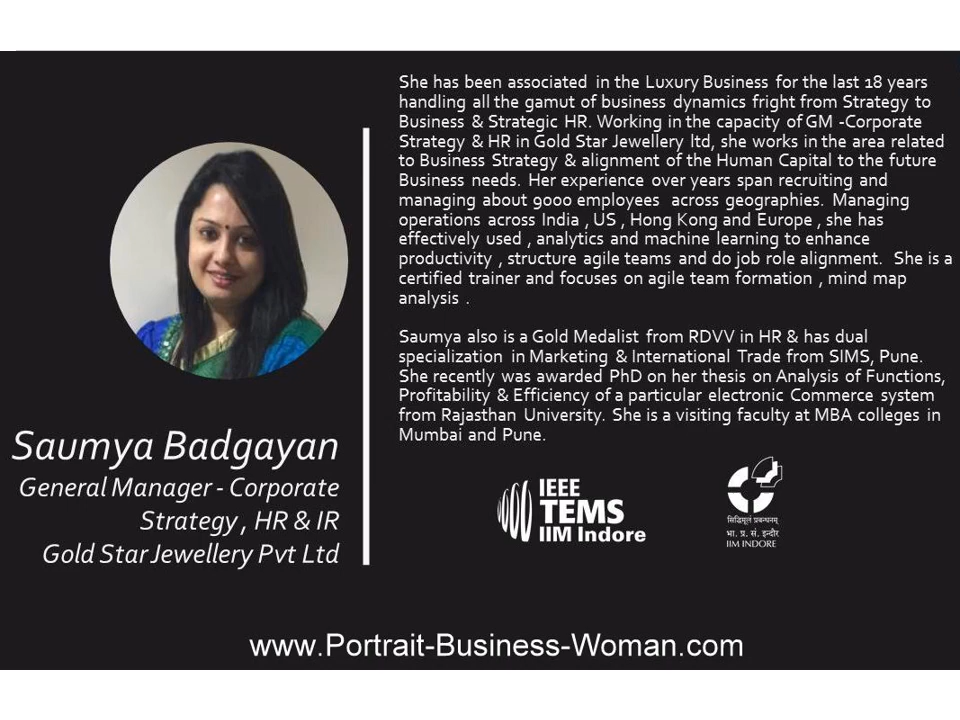 She has been associated in the Luxury Business for the last 18 years
handling all the gamut of business dynamics fright from Strategy to
Business & Strategic HR. Working in the capacity of GM -Corporate
Strategy & HR in Gold Star Jewellery ltd, she works in the area related
to Business Strategy & alignment of the Human Capital to the future
Business needs. Her experience over years span recruiting and
managing about 9000 employees across geographies. Managing
operations across India , US , Hong Kong and Europe , she has
effectively used , analytics and machine learning to enhance
productivity , structure agile teams and do job role alignment. She is a
certified trainer and focuses on agile team formation , mind map
analysis .
Saumya also is a Gold Medalist from RDVV in HR & has dual
specialization in Marketing & International Trade from SIMS, Pune.
She recently was awarded PhD on her thesis on Analysis of Functions,
Profitability & Efficiency of a particular electronic Commerce system
from Rajasthan University. She is a visiting faculty at MBA colleges in
Mumbai and Pune.
Saumya Badgayan
General Manager - Corporate
Strategy , HR & IR
Gold Star Jewellery Pvt Ltd
IEEE
TEMS
IIM Indore
सिद्धिमूलं प्रबन्धनम्
भा. प्र. सं. इन्दौर
IIM INDORE
www.Portrait-Business-Woman.com